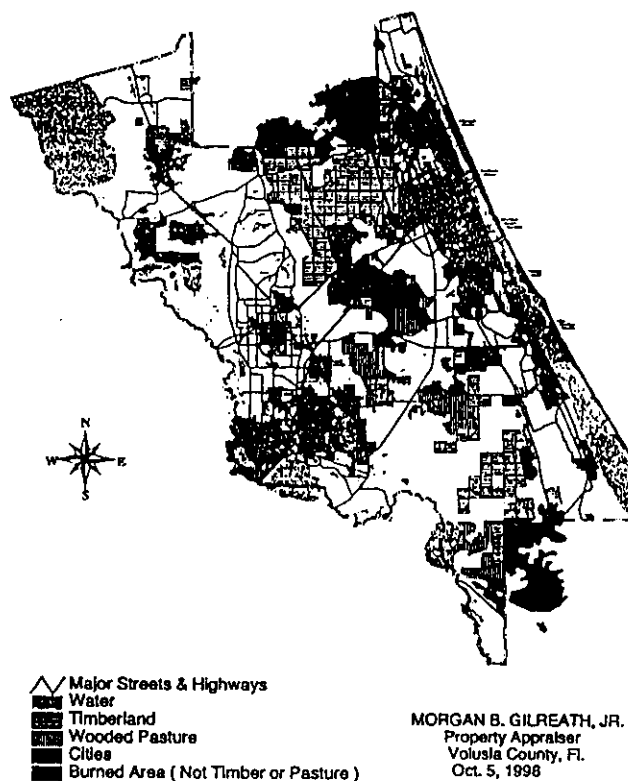 N
W E
S
Major Streets & Highways
Water
Timberland
Wooded Pasture
Cities
Burned Area ( Not Timber or Pasture )
MORGAN B. GILREATH, JR.
Property Appraiser
Volusia County, Fl.
Oct. 5, 1998